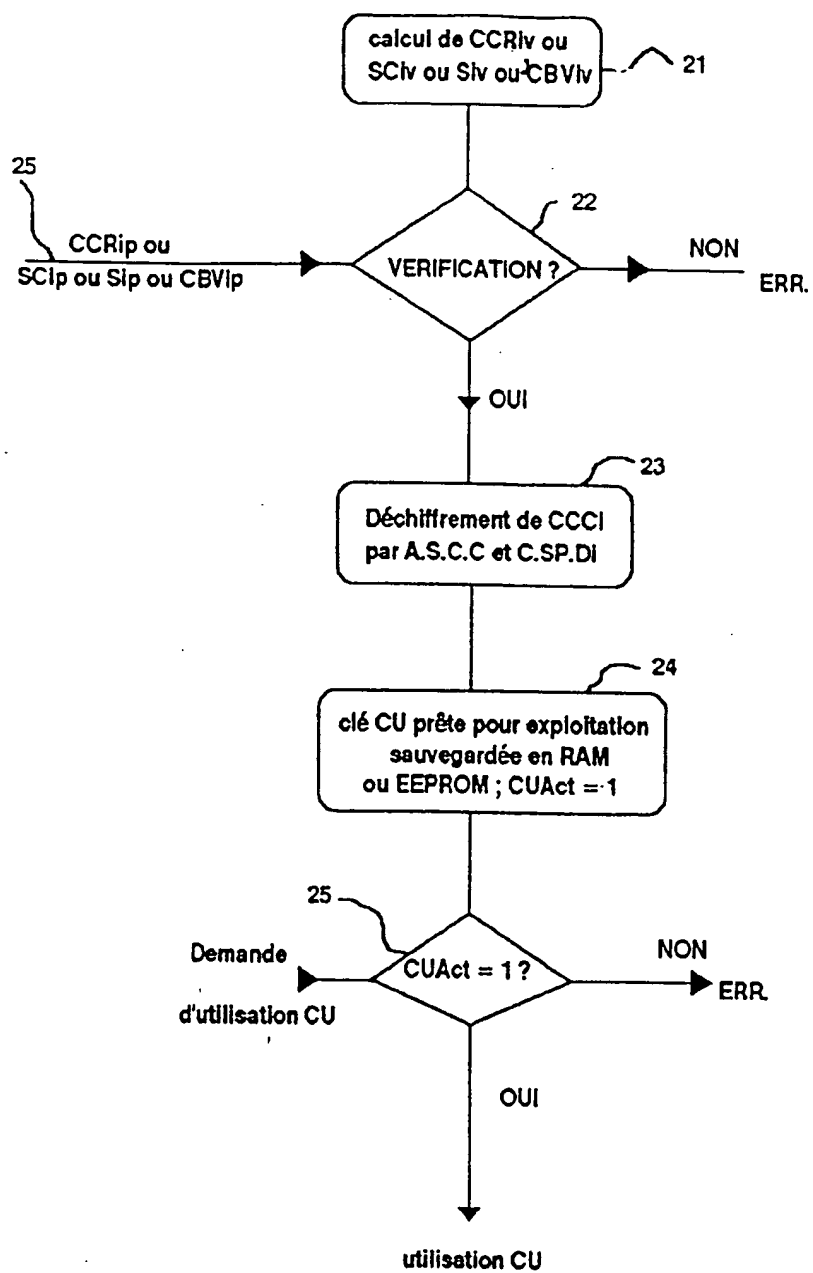 calcul de CCRiv ou
SCiv ou Siv ou CBViv
21
25
22
CCRip ou
SCip ou Sip ou CBVip
VERIFICATION ?
NON
ERR.
OUI
23
Déchiffrement de CCCi
par A.S.C.C et C.SP.Di
24
clé CU prête pour exploitation
sauvegardée en RAM
ou EEPROM ; CUAct = 1
25
Demande
d'utilisation CU
CUAct = 1 ?
NON
ERR.
OUI
utilisation CU